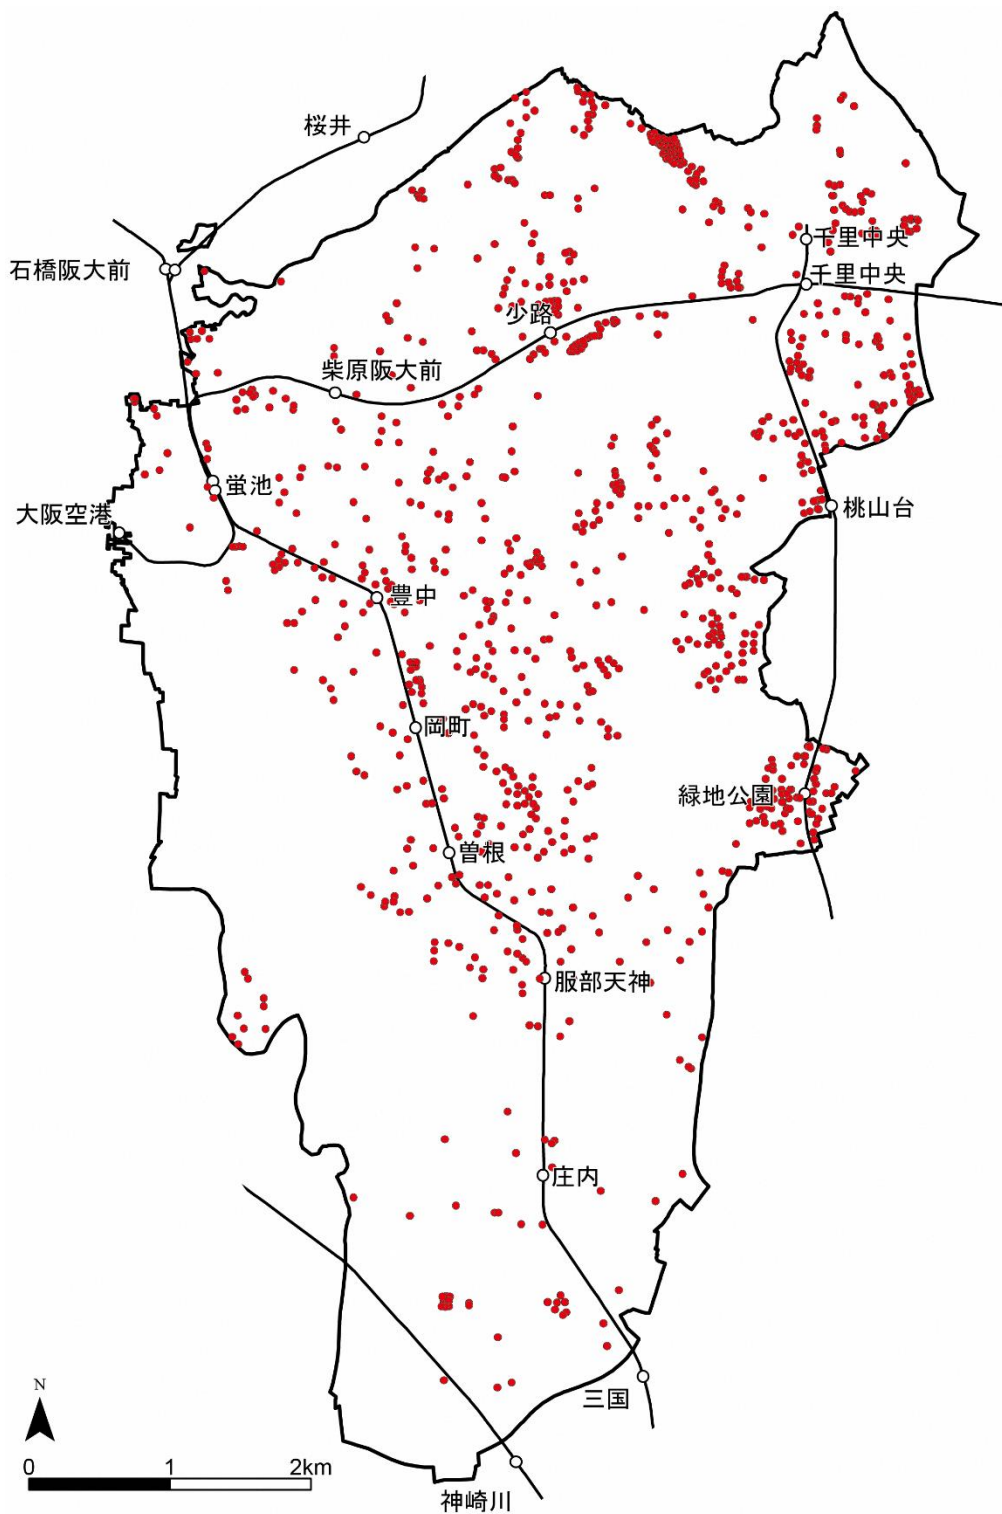 桜井
石橋阪大前
千里中央
千里中央
少路
柴原阪大前
蛍池
大阪空港
桃山台
豊中
岡町
緑地公園
曽根
服部天神
庄内
三国
神崎川
N
0 1 2km